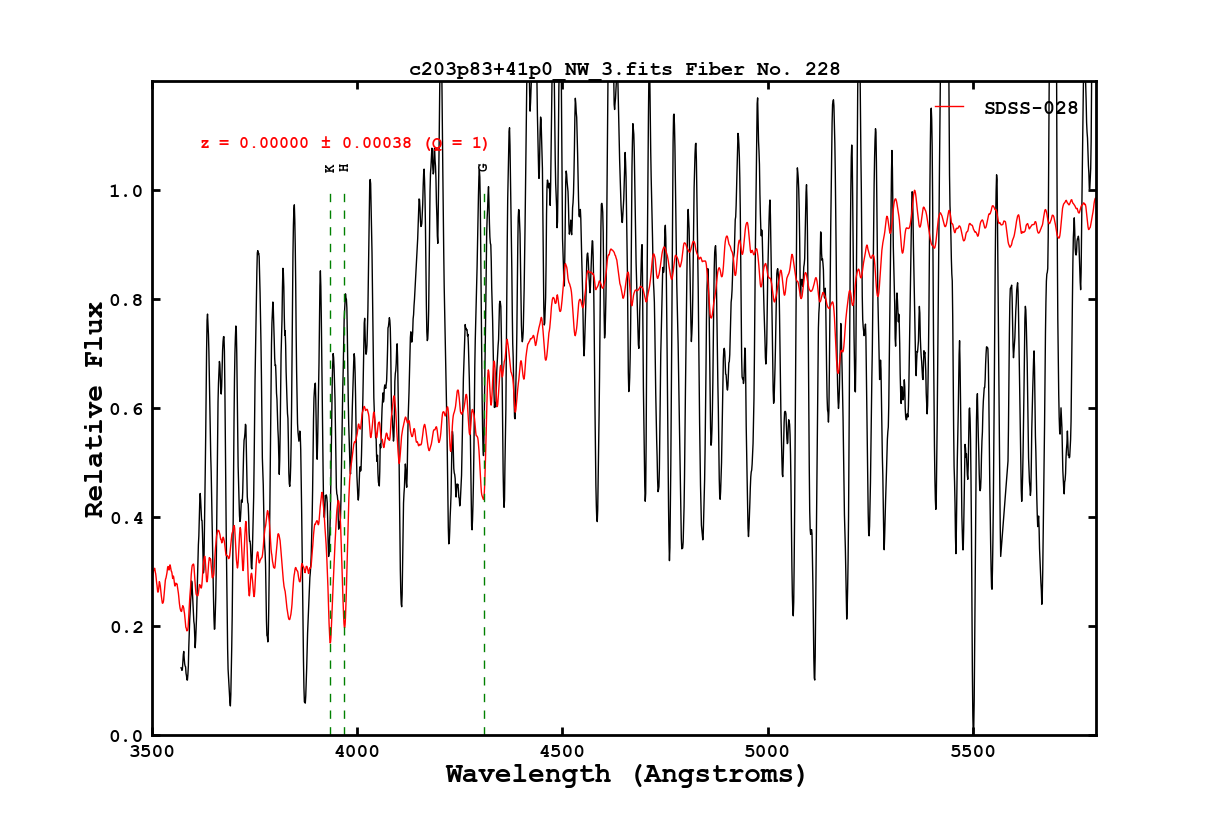 c203p83+41p0_NW_3.fits Fiber No. 228
SDSS-028
z = 0.00000 ± 0.00038 (Q = 1)
K H G
1.0
0.8
0.6
0.4
0.2
0.0
Relative Flux
3500 4000 4500 5000 5500
Wavelength (Angstroms)